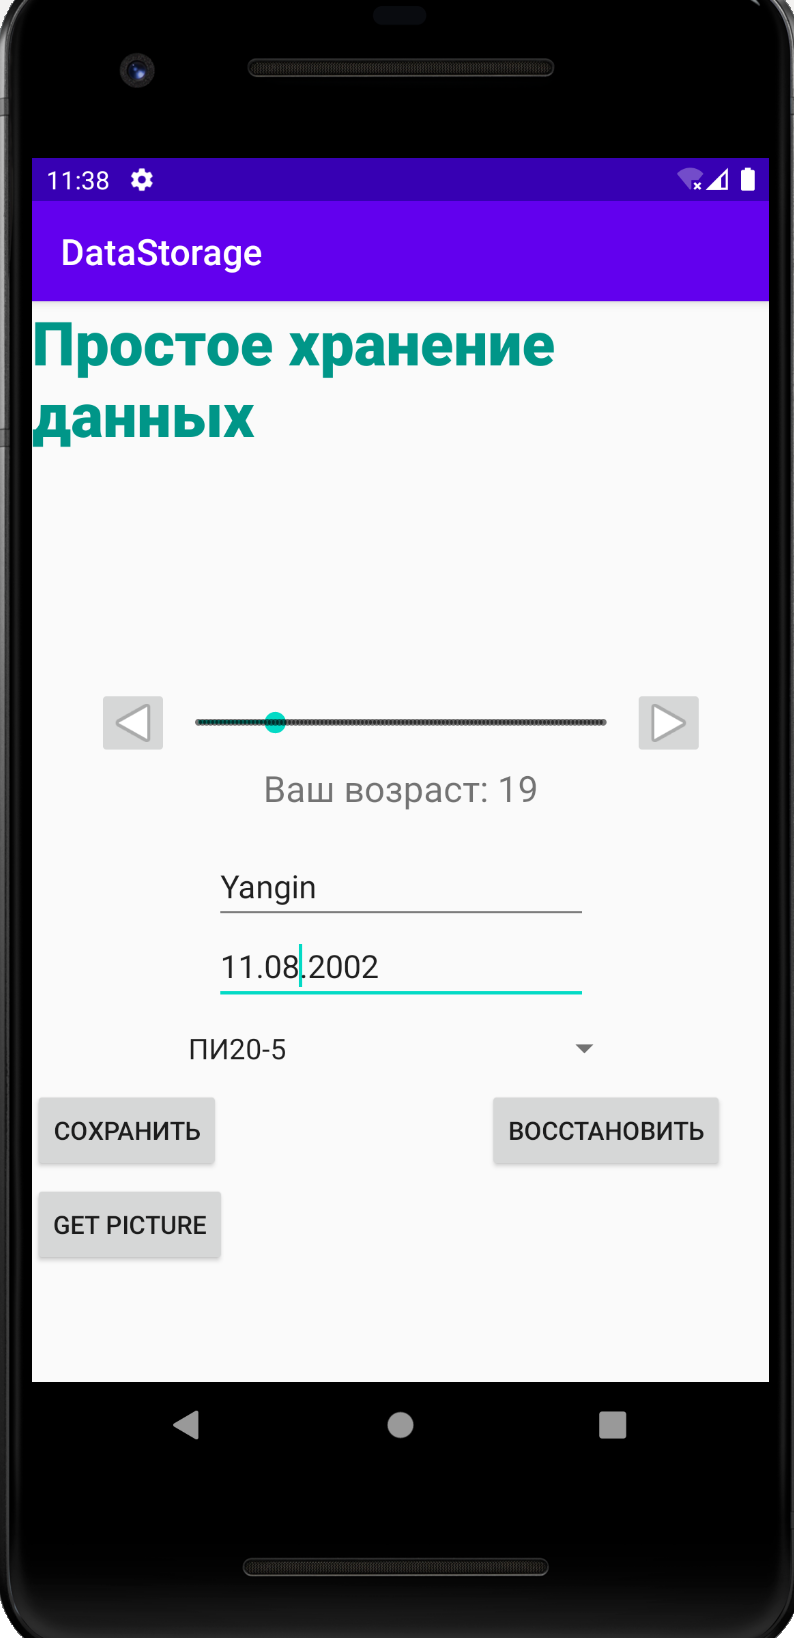 11:38
DataStorage
Простое хранение
данных
Ваш возраст: 19
Yangin
11.08.2002
ПИ20-5
СОХРАНИТЬ
ВОССТАНОВИТЬ
GET PICTURE